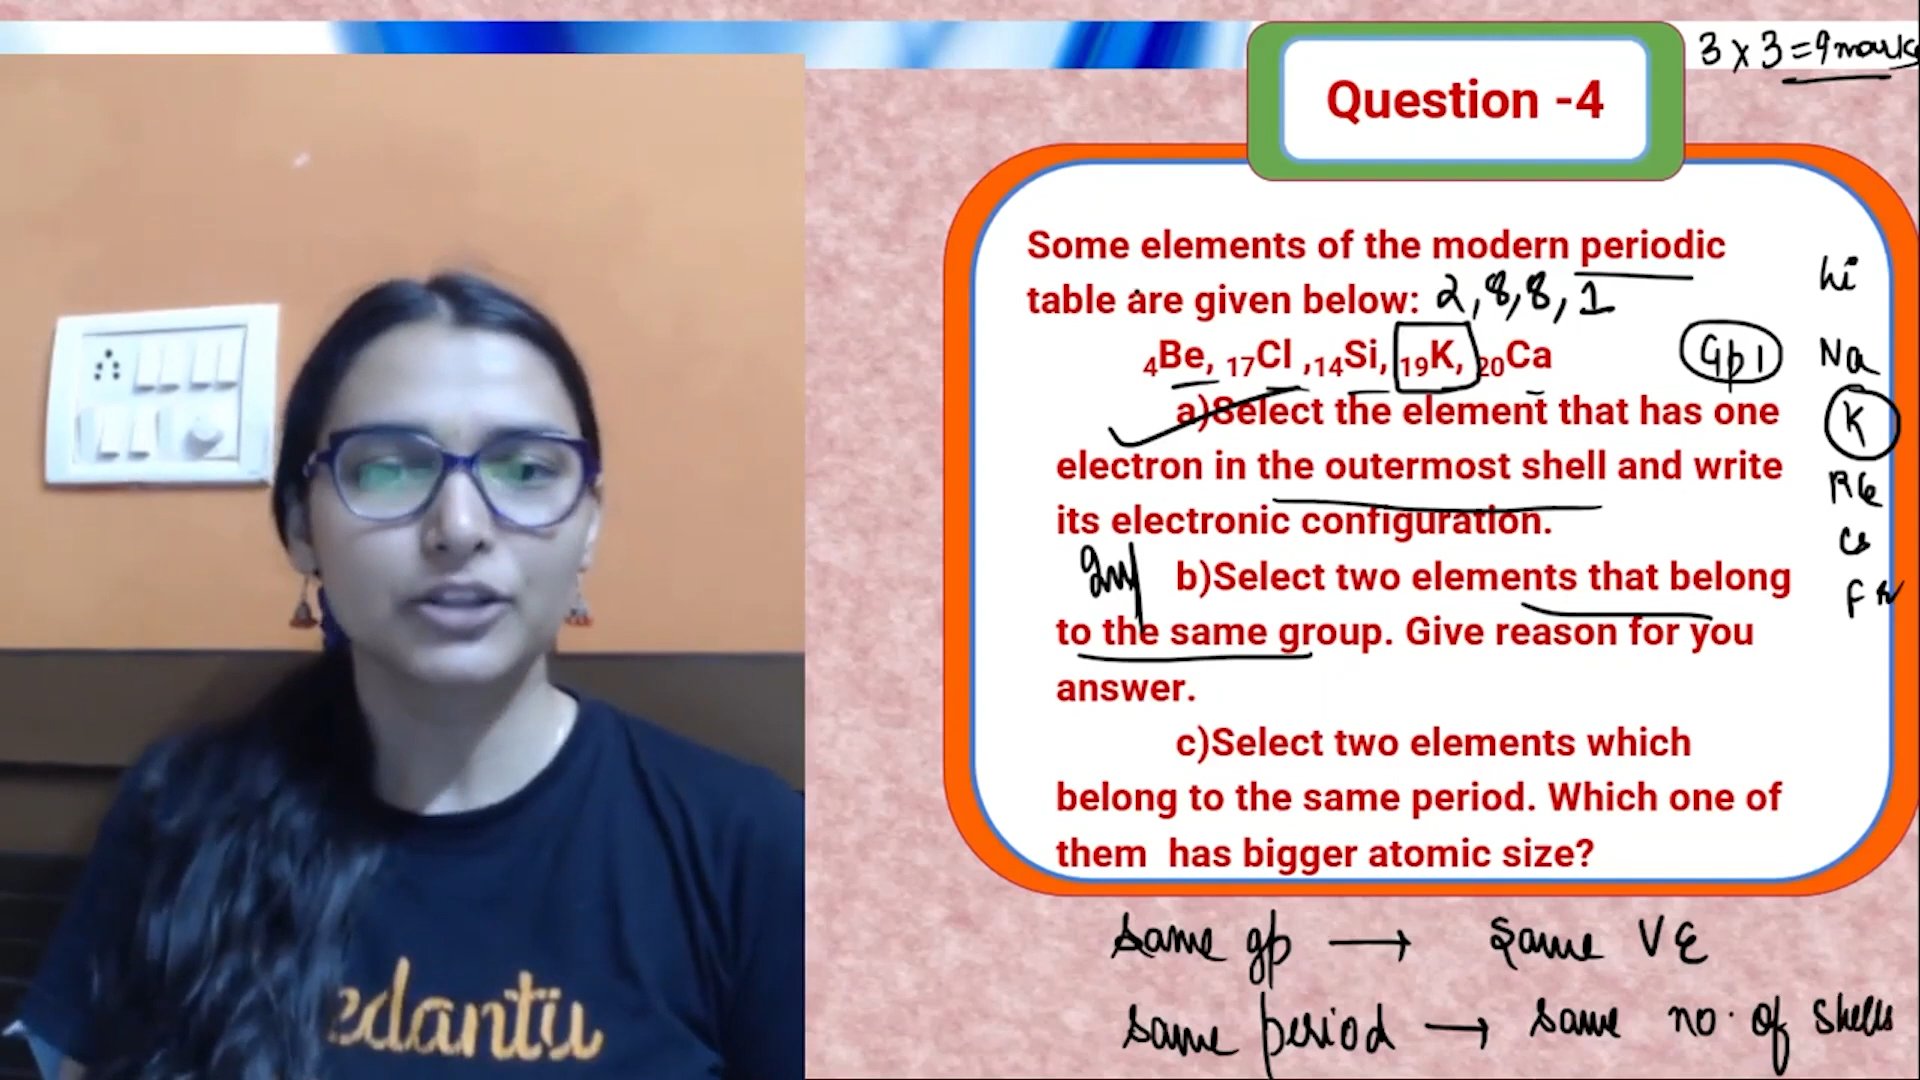 3 x 3 = 9 marks
Question -4
Some elements of the modern periodic
table are given below: 2, 8, 8, 1
₄Be, ₁₇Cl ,₁₄Si, ₁₉K, ₂₀Ca
a)Select the element that has one
electron in the outermost shell and write
its electronic configuration.
b)Select two elements that belong
to the same group. Give reason for you
answer.
c)Select two elements which
belong to the same period. Which one of
them has bigger atomic size?
Gp 1
Li
Na
K
Rb
Cs
Fr
same gp → same VE
same period → same no. of shells
edantu